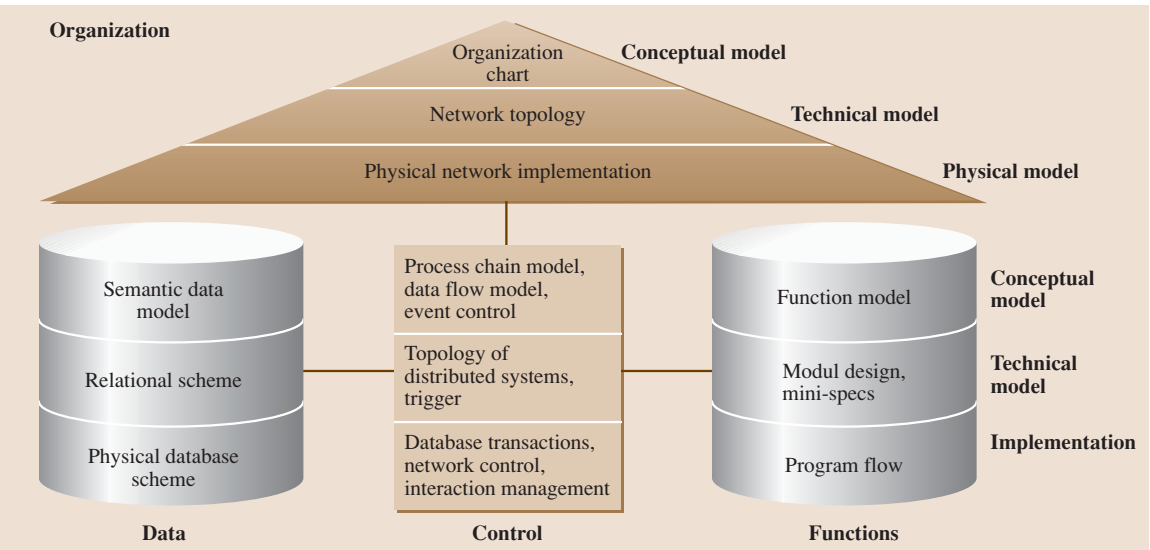 Organization
Organization
chart
Conceptual model
Network topology
Technical model
Physical network implementation
Physical model
Semantic data
model
Relational scheme
Physical database
scheme
Data
Process chain model,
data flow model,
event control
Topology of
distributed systems,
trigger
Database transactions,
network control,
interaction management
Control
Function model
Modul design,
mini-specs
Program flow
Functions
Conceptual
model
Technical
model
Implementation